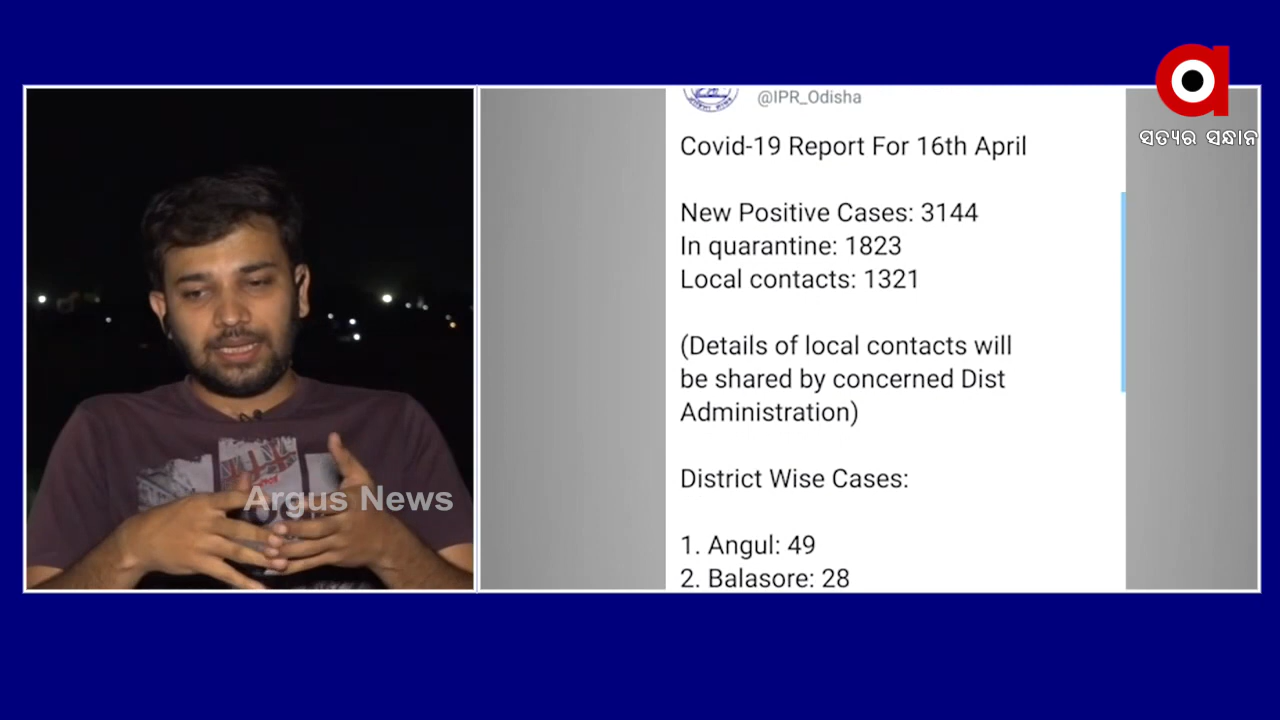 @IPR_Odisha
ସତ୍ୟର ସନ୍ଧାନ
Covid-19 Report For 16th April
New Positive Cases: 3144
In quarantine: 1823
Local contacts: 1321
(Details of local contacts will
be shared by concerned Dist
Administration)
District Wise Cases:
1. Angul: 49
2. Balasore: 28
Argus News